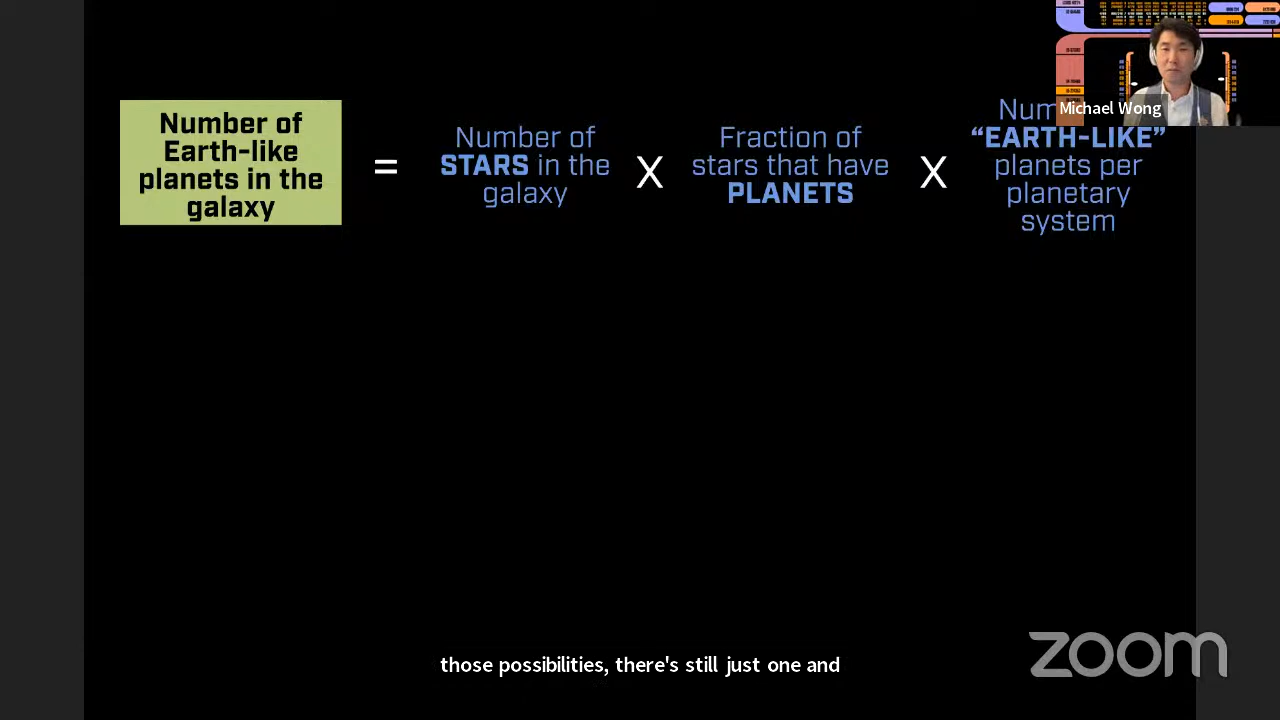 Number of
Earth-like
planets in the
galaxy
=
Number of
STARS in the
galaxy
X
Fraction of
stars that have
PLANETS
X
"EARTH-LIKE"
planets per
planetary
system
Michael Wong
those possibilities, there's still just one and
zoom